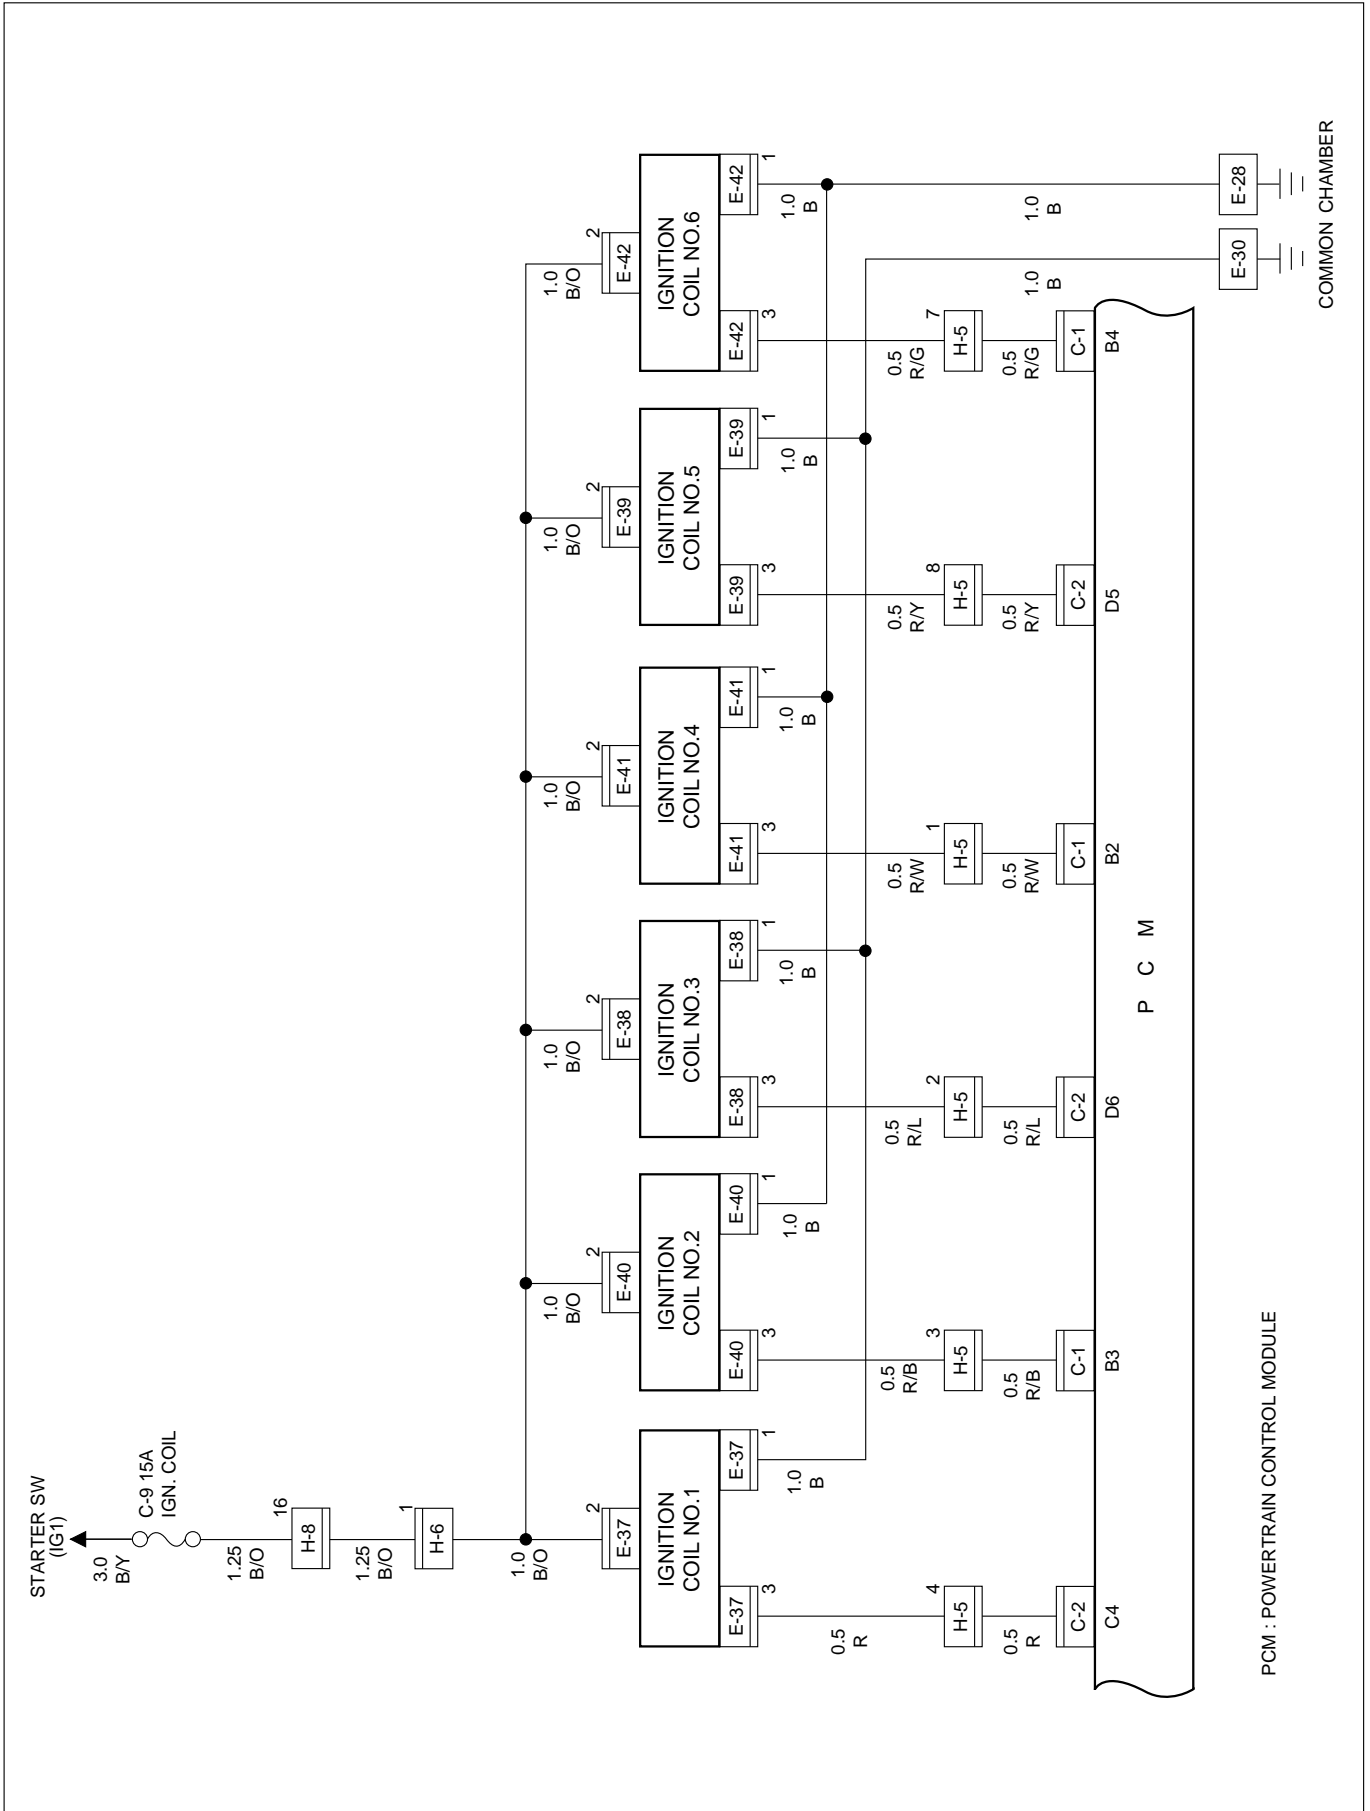 STARTER SW
(IG1)
3.0
B/Y
C-9 15A
IGN. COIL
1.25
B/O
16
H-8
1.25
B/O
1
H-6
1.0
B/O
1.0
B/O
1.0
B/O
1.0
B/O
1.0
B/O
1.0
B/O
2
E-37
2
E-40
2
E-38
2
E-41
2
E-39
2
E-42
IGNITION
COIL NO.1
IGNITION
COIL NO.2
IGNITION
COIL NO.3
IGNITION
COIL NO.4
IGNITION
COIL NO.5
IGNITION
COIL NO.6
E-37
3
E-37
1
E-40
3
E-40
1
E-38
3
E-38
1
E-41
3
E-41
1
E-39
3
E-39
1
E-42
3
E-42
1
1.0
B
1.0
B
1.0
B
1.0
B
1.0
B
1.0
B
0.5
R
0.5
R/B
0.5
R/L
0.5
R/W
0.5
R/Y
0.5
R/G
4
H-5
3
H-5
2
H-5
1
H-5
8
H-5
7
H-5
0.5
R
0.5
R/B
0.5
R/L
0.5
R/W
0.5
R/Y
0.5
R/G
1.0
B
1.0
B
C-2
C-1
C-2
C-1
C-2
C-1
C4
B3
D6
B2
D5
B4
P C M
E-30
E-28
COMMON CHAMBER
PCM : POWERTRAIN CONTROL MODULE